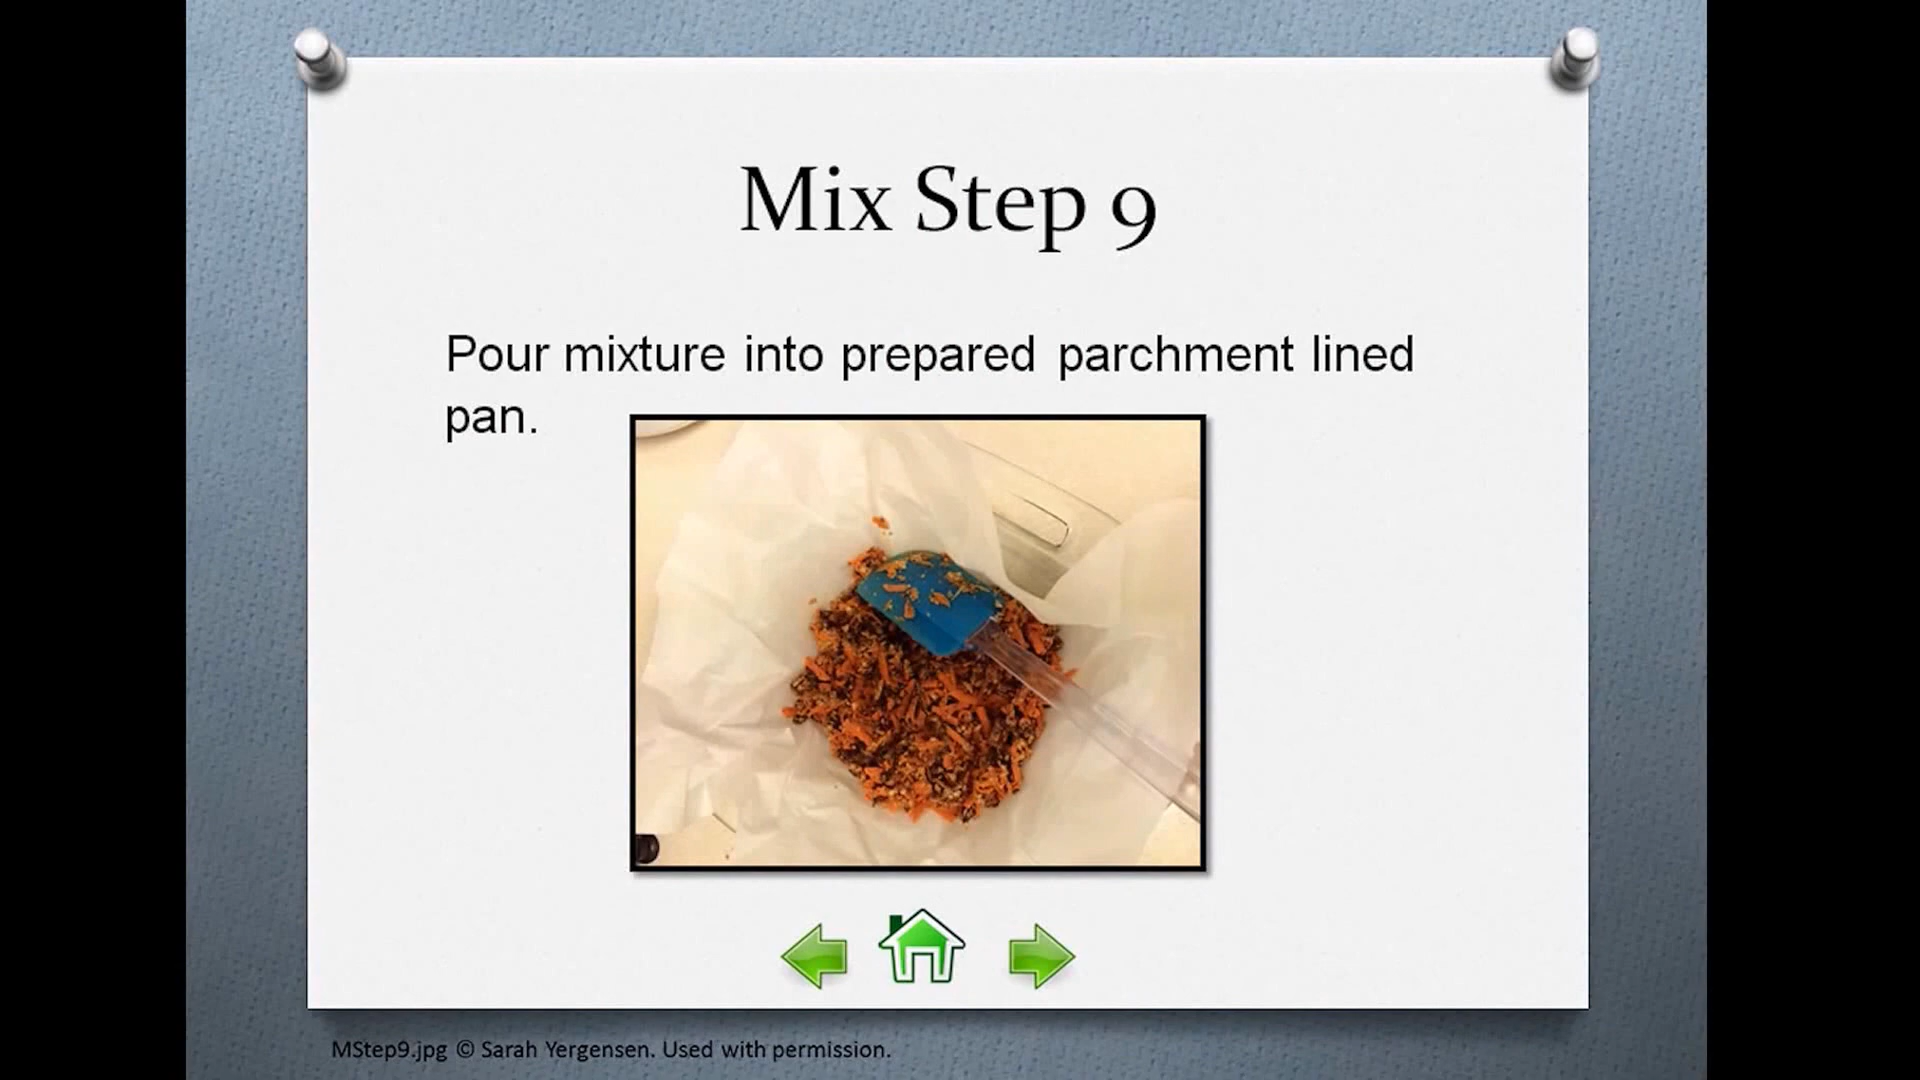 Mix Step 9
Pour mixture into prepared parchment lined
pan.
MStep9.jpg © Sarah Yergensen. Used with permission.